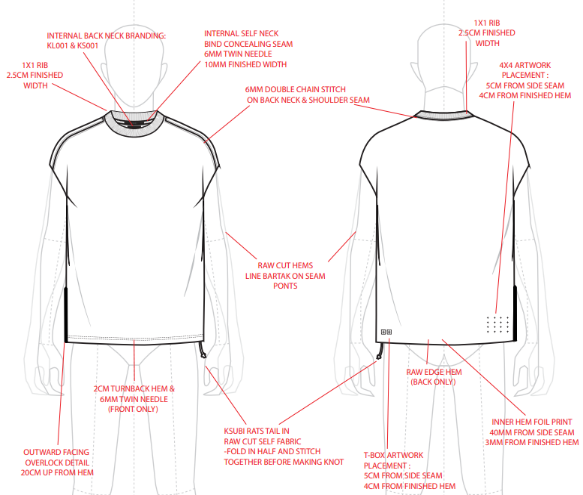 INTERNAL BACK NECK BRANDING:
KL001 & KS001
INTERNAL SELF NECK
BIND CONCEALING SEAM
6MM TWIN NEEDLE
10MM FINISHED WIDTH
1X1 RIB
2.5CM FINISHED
WIDTH
1X1 RIB
2.5CM FINISHED
WIDTH
4X4 ARTWORK
PLACEMENT :
5CM FROM SIDE SEAM
4CM FROM FINISHED HEM
6MM DOUBLE CHAIN STITCH
ON BACK NECK & SHOULDER SEAM
RAW CUT HEMS
LINE BARTAK ON SEAM
PONTS
2CM TURNBACK HEM &
6MM TWIN NEEDLE
(FRONT ONLY)
RAW EDGE HEM
(BACK ONLY)
OUTWARD FACING
OVERLOCK DETAIL
20CM UP FROM HEM
KSUBI RATS TAIL IN
RAW CUT SELF FABRIC
-FOLD IN HALF AND STITCH
TOGETHER BEFORE MAKING KNOT
T-BOX ARTWORK
PLACEMENT :
5CM FROM SIDE SEAM
4CM FROM FINISHED HEM
INNER HEM FOIL PRINT
40MM FROM SIDE SEAM
3MM FROM FINISHED HEM